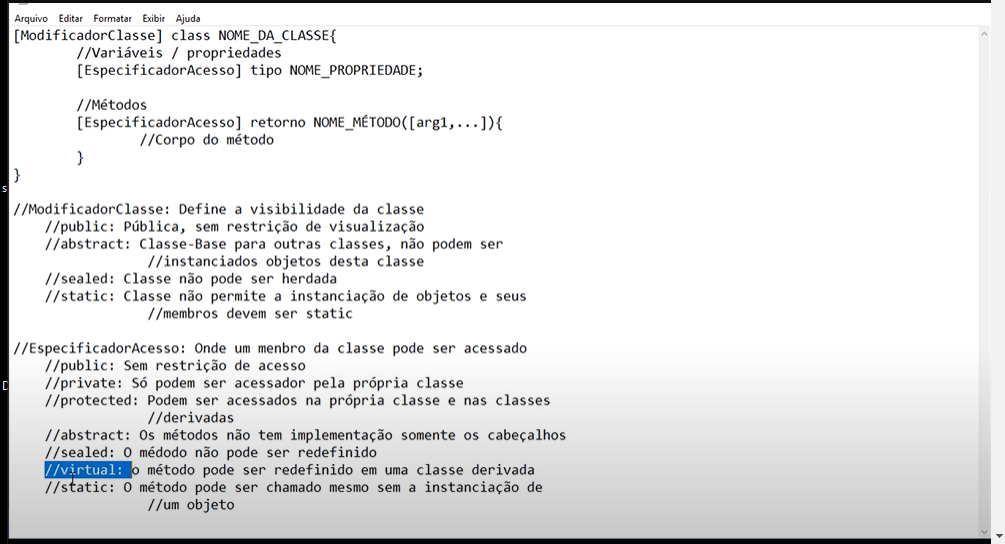 Arquivo Editar Formatar Exibir Ajuda
[ModificadorClasse] class NOME_DA_CLASSE{
//Variáveis / propriedades
[EspecificadorAcesso] tipo NOME_PROPRIEDADE;
//Métodos
[EspecificadorAcesso] retorno NOME_MÉTODO([arg1,...]){
//Corpo do método
}
}
//ModificadorClasse: Define a visibilidade da classe
//public: Pública, sem restrição de visualização
//abstract: Classe-Base para outras classes, não podem ser
//instanciados objetos desta classe
//sealed: Classe não pode ser herdada
//static: Classe não permite a instanciação de objetos e seus
//membros devem ser static
//EspecificadorAcesso: Onde um menbro da classe pode ser acessado
//public: Sem restrição de acesso
//private: Só podem ser acessador pela própria classe
//protected: Podem ser acessados na própria classe e nas classes
//derivadas
//abstract: Os métodos não tem implementação somente os cabeçalhos
//sealed: O médodo não pode ser redefinido
//virtual: o método pode ser redefinido em uma classe derivada
//static: O método pode ser chamado mesmo sem a instanciação de
//um objeto